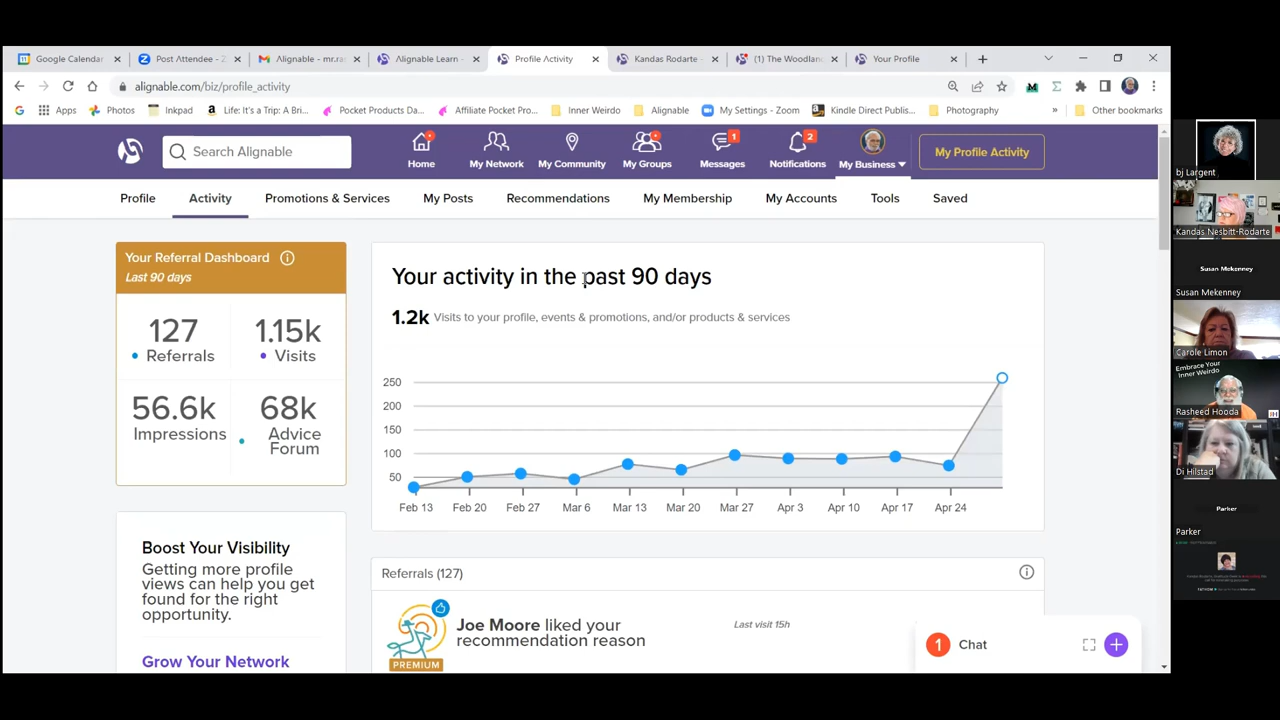 Google Calendar
Post Attendee - Z
Alignable - mr.ra
Alignable Learn -
Profile Activity
Kandas Rodarte -
(1) The Woodlan
Your Profile
alignable.com/biz/profile_activity
Apps
Photos
Inkpad
Life: It's a Trip: A Bri...
Pocket Products Da...
Affiliate Pocket Pro...
Inner Weirdo
Alignable
My Settings - Zoom
Kindle Direct Publis...
Photography
»
Other bookmarks
Search Alignable
Home
My Network
My Community
My Groups
1
Messages
2
Notifications
My Business
My Profile Activity
Profile
Activity
Promotions & Services
My Posts
Recommendations
My Membership
My Accounts
Tools
Saved
Your Referral Dashboard
Last 90 days
127
Referrals
1.15k
Visits
56.6k
Impressions
68k
Advice
Forum
Boost Your Visibility
Getting more profile
views can help you get
found for the right
opportunity.
Grow Your Network
Your activity in the past 90 days
1.2k Visits to your profile, events & promotions, and/or products & services
250
200
150
100
50
Feb 13
Feb 20
Feb 27
Mar 6
Mar 13
Mar 20
Mar 27
Apr 3
Apr 10
Apr 17
Apr 24
Referrals (127)
Joe Moore liked your
recommendation reason
Last visit 15h
PREMIUM
1
Chat
bj Largent
Kandas Nesbitt-Rodarte
Susan Mekenney
Susan Mekenney
Carole Limon
Embrace Your
Inner Weirdo
Rasheed Hooda
Di Hilstad
Parker
Parker